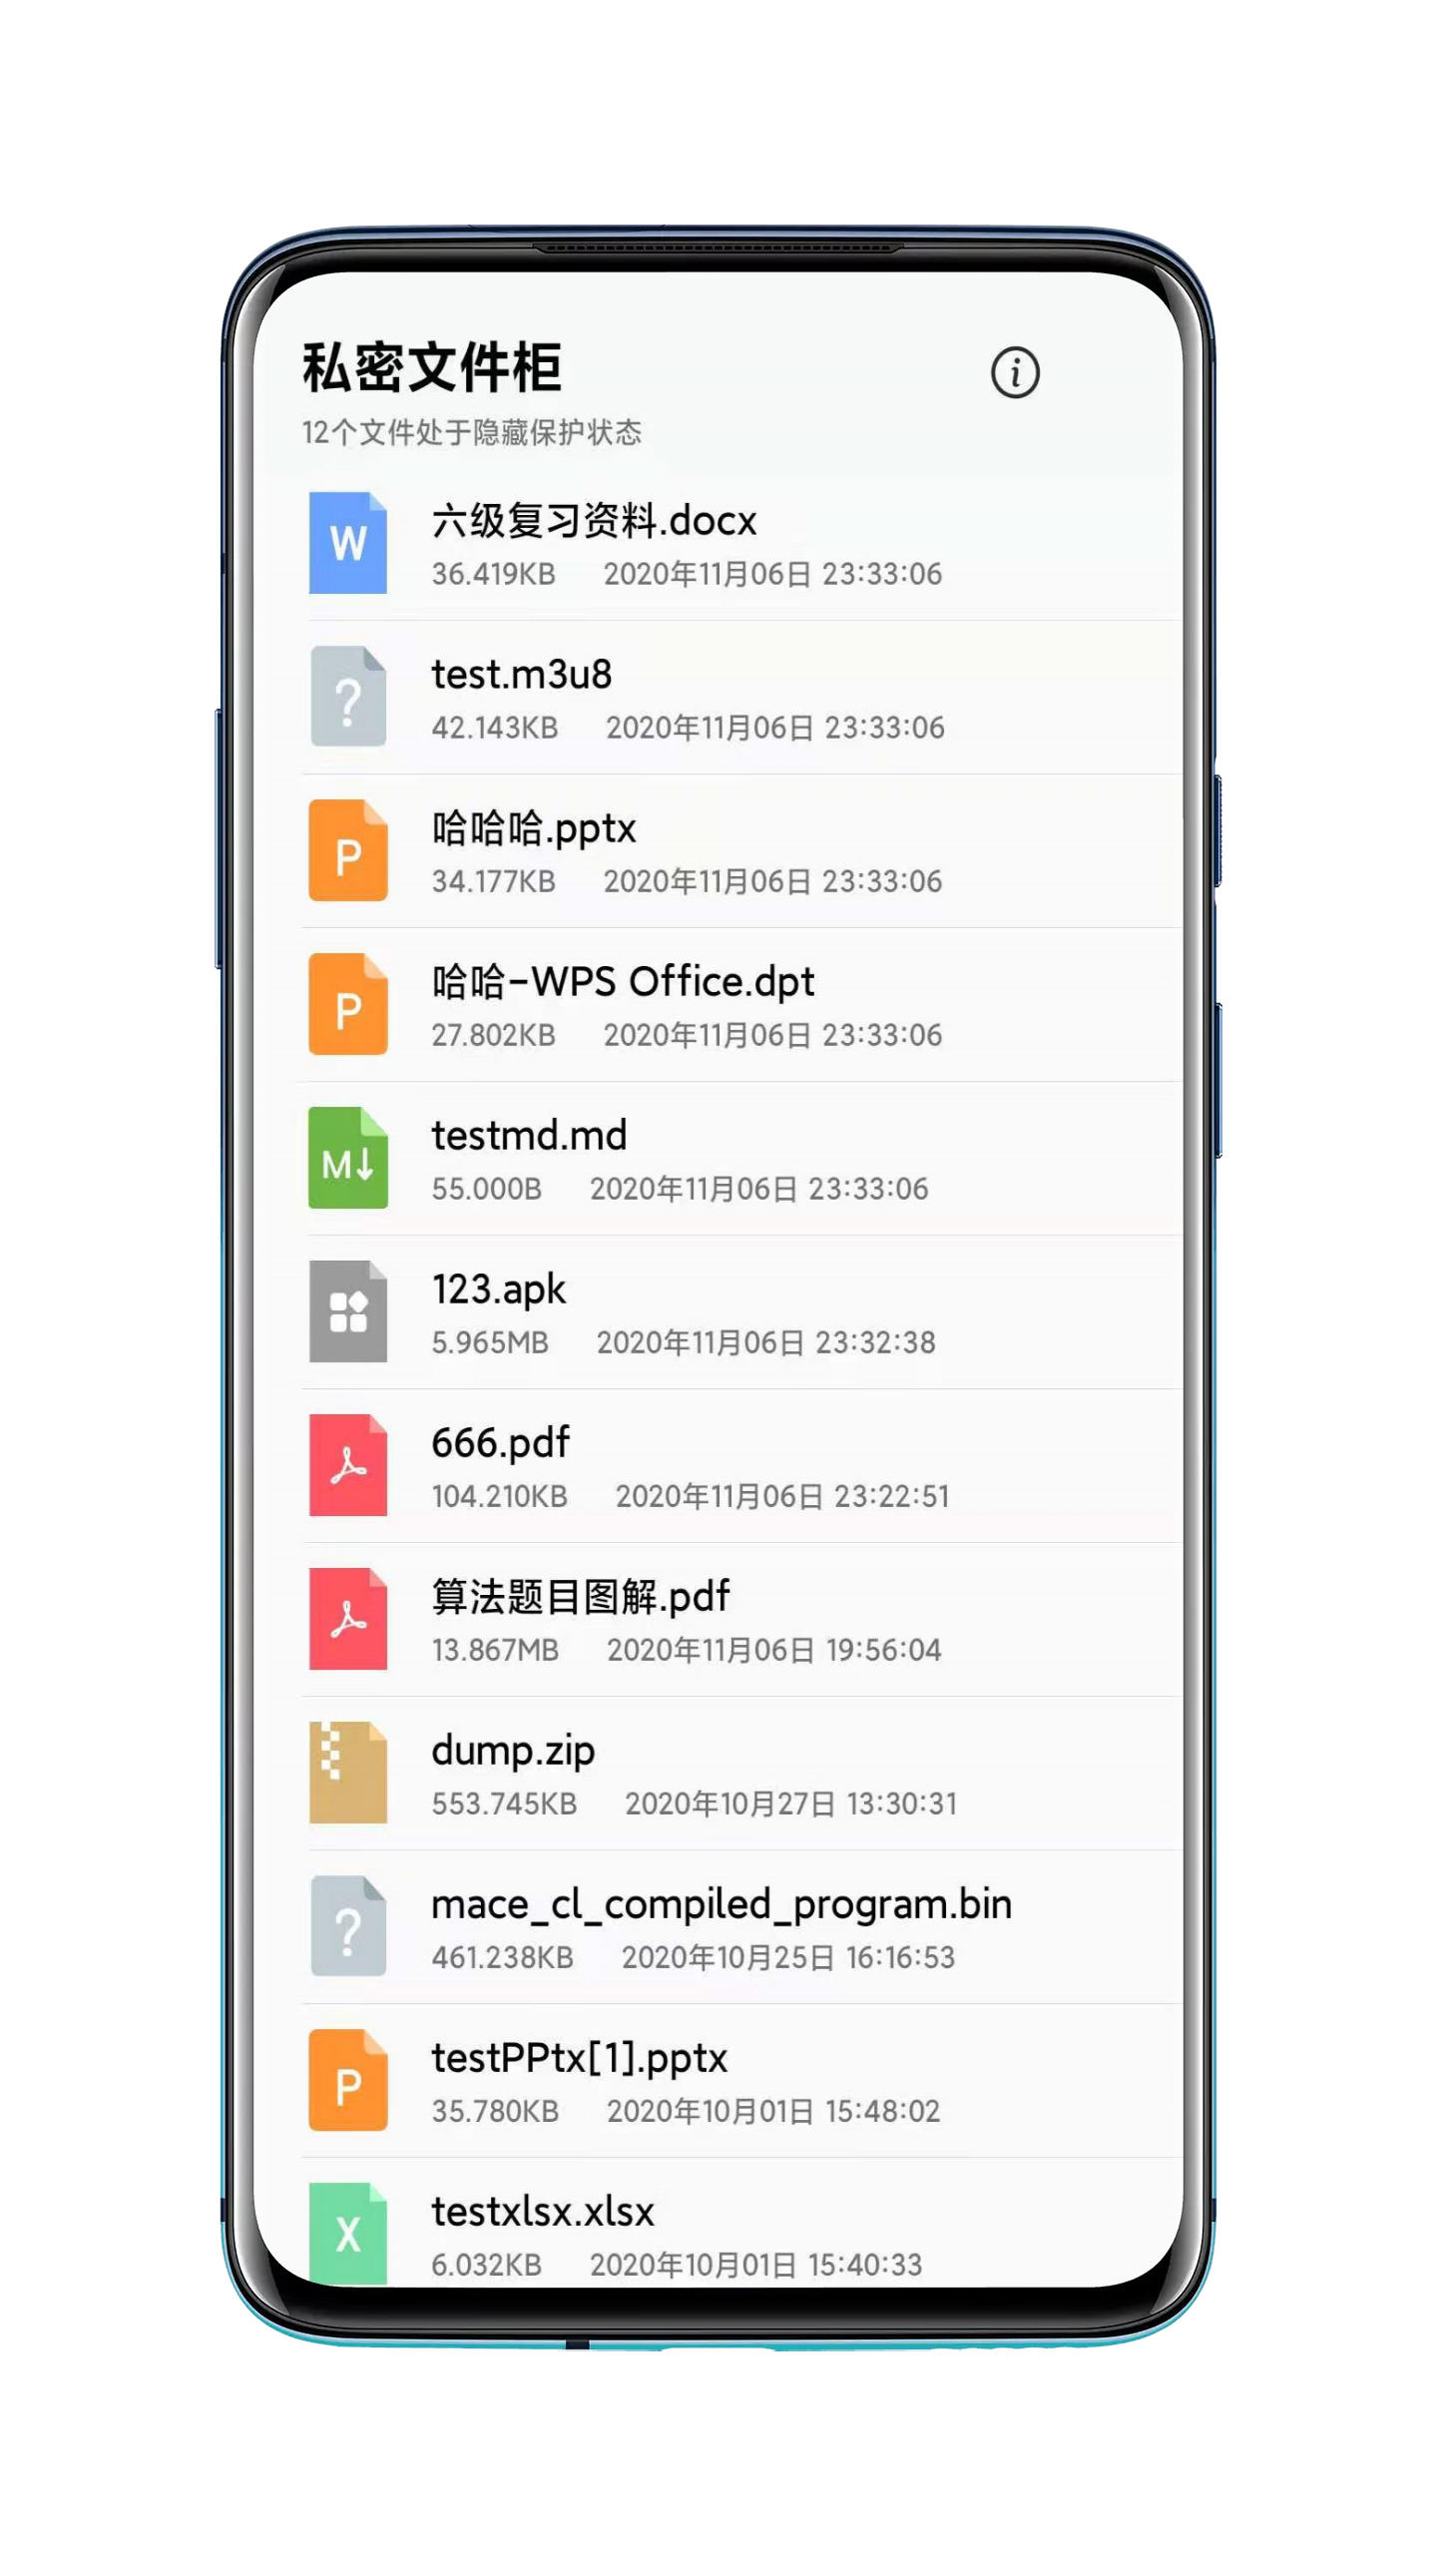 私密文件柜
12个文件处于隐藏保护状态
W
六级复习资料.docx
36.419KB 2020年11月06日 23:33:06
?
test.m3u8
42.143KB 2020年11月06日 23:33:06
P
哈哈哈.pptx
34.177KB 2020年11月06日 23:33:06
P
哈哈-WPS Office.dpt
27.802KB 2020年11月06日 23:33:06
M↓
testmd.md
55.000B 2020年11月06日 23:33:06
123.apk
5.965MB 2020年11月06日 23:32:38
666.pdf
104.210KB 2020年11月06日 23:22:51
算法题目图解.pdf
13.867MB 2020年11月06日 19:56:04
dump.zip
553.745KB 2020年10月27日 13:30:31
?
mace_cl_compiled_program.bin
461.238KB 2020年10月25日 16:16:53
P
testPPtx[1].pptx
35.780KB 2020年10月01日 15:48:02
X
testxlsx.xlsx
6.032KB 2020年10月01日 15:40:33